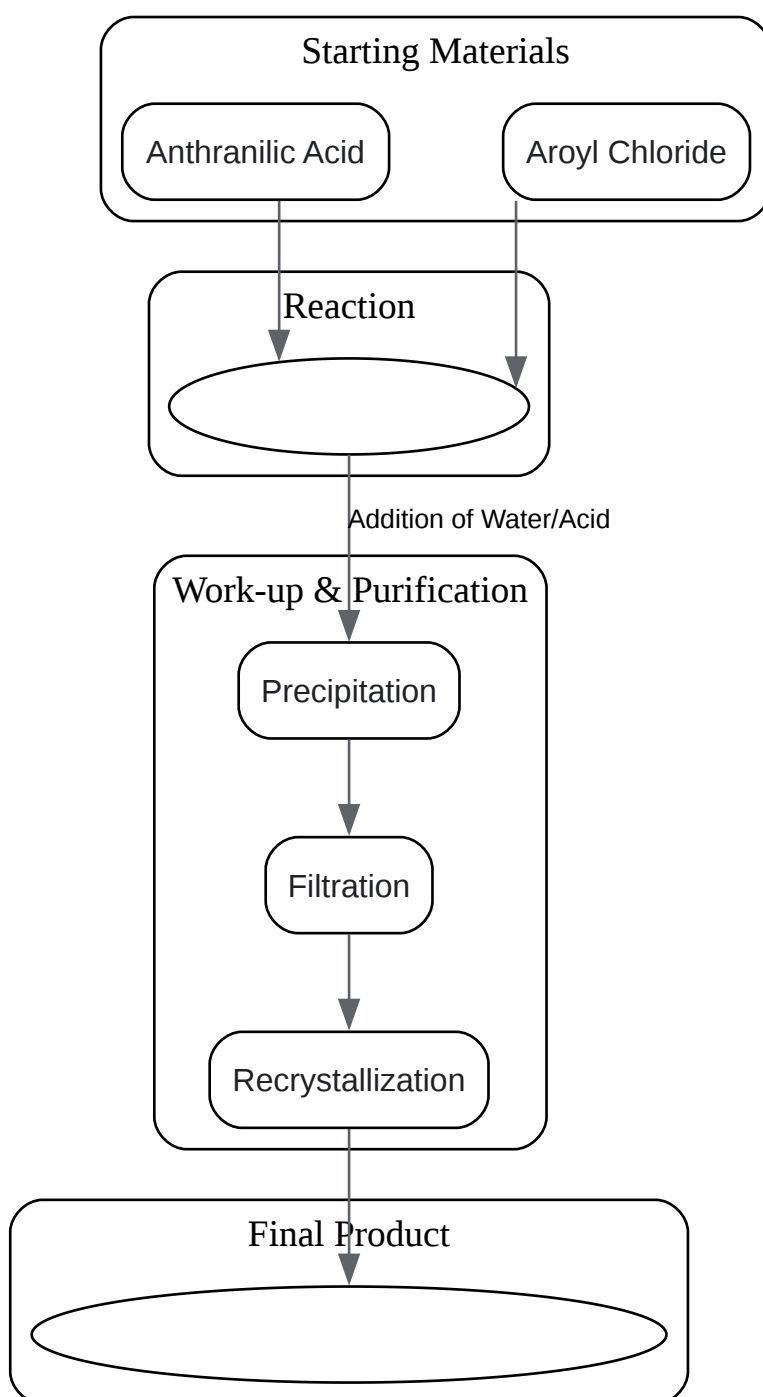 Starting Materials
Anthranilic Acid
Aroyl Chloride
Reaction
Addition of Water/Acid
Work-up & Purification
Precipitation
Filtration
Recrystallization
Final Product